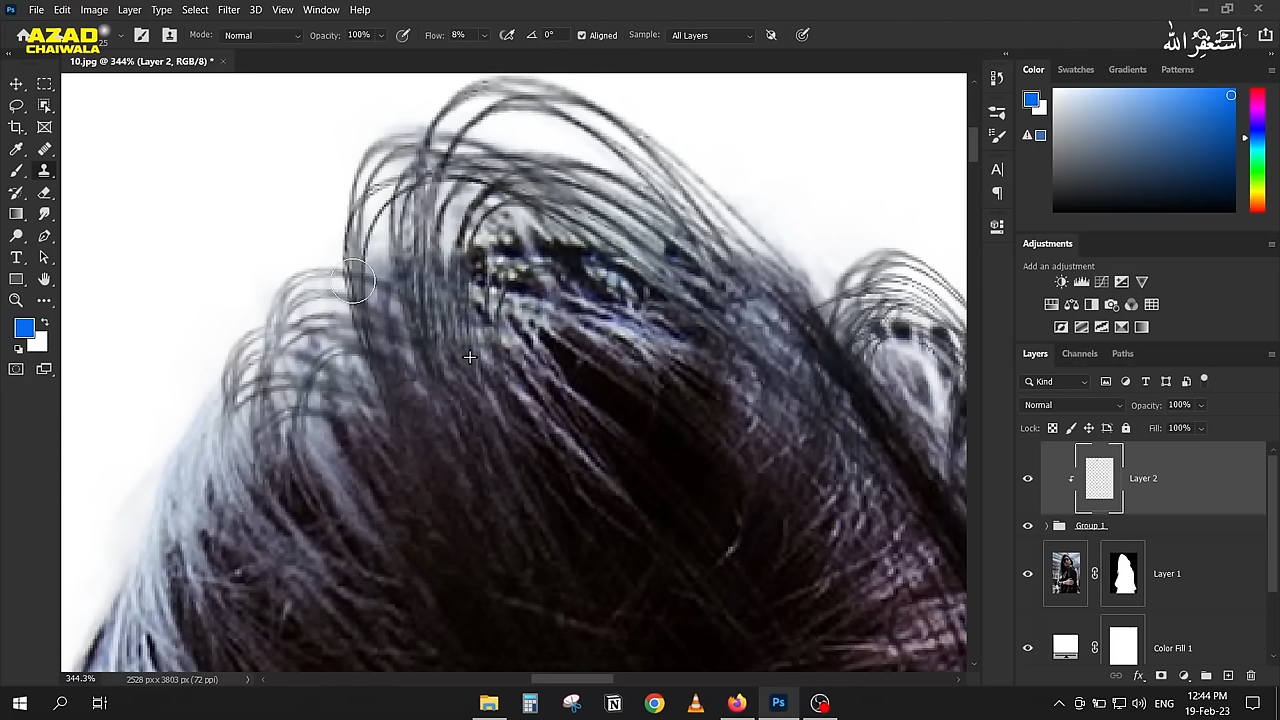 Ps File Edit Image Layer Type Select Filter 3D View Window Help
AZAD
CHAIWALA
25
Mode: Normal Opacity: 100% Flow: 8% 0° Aligned Sample: All Layers
أستغفر الله
10.jpg @ 344% (Layer 2, RGB/8) * ×
Color Swatches Gradients Patterns
Adjustments
Add an adjustment
Layers Channels Paths
Kind
Normal Opacity: 100%
Lock: Fill: 100%
Layer 2
Group 1
Layer 1
Color Fill 1
344.3% 2528 px x 3803 px (72 ppi)
Ps ENG 12:44 PM
19-Feb-23